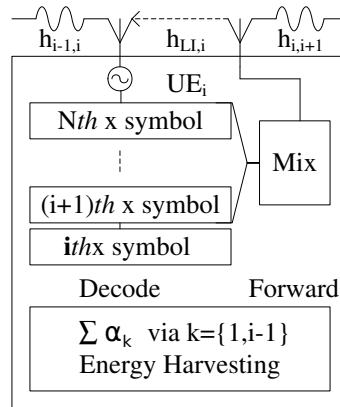 h_{i-1,i} h_{LI,i} h_{i,i+1}
UE_i
Nth x symbol
Mix
(i+1)th x symbol
ithx symbol
Decode Forward
∑ α_k via k={1,i-1}
Energy Harvesting